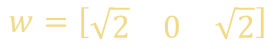 w = [√2 0 √2]